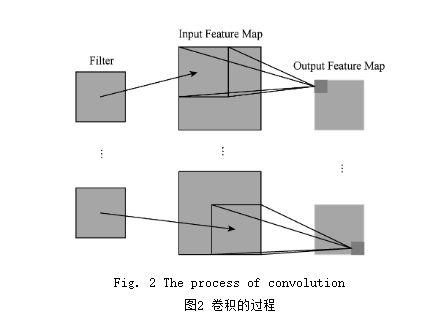 Input Feature Map
Filter
Output Feature Map
...
...
...
Fig. 2 The process of convolution
图2 卷积的过程